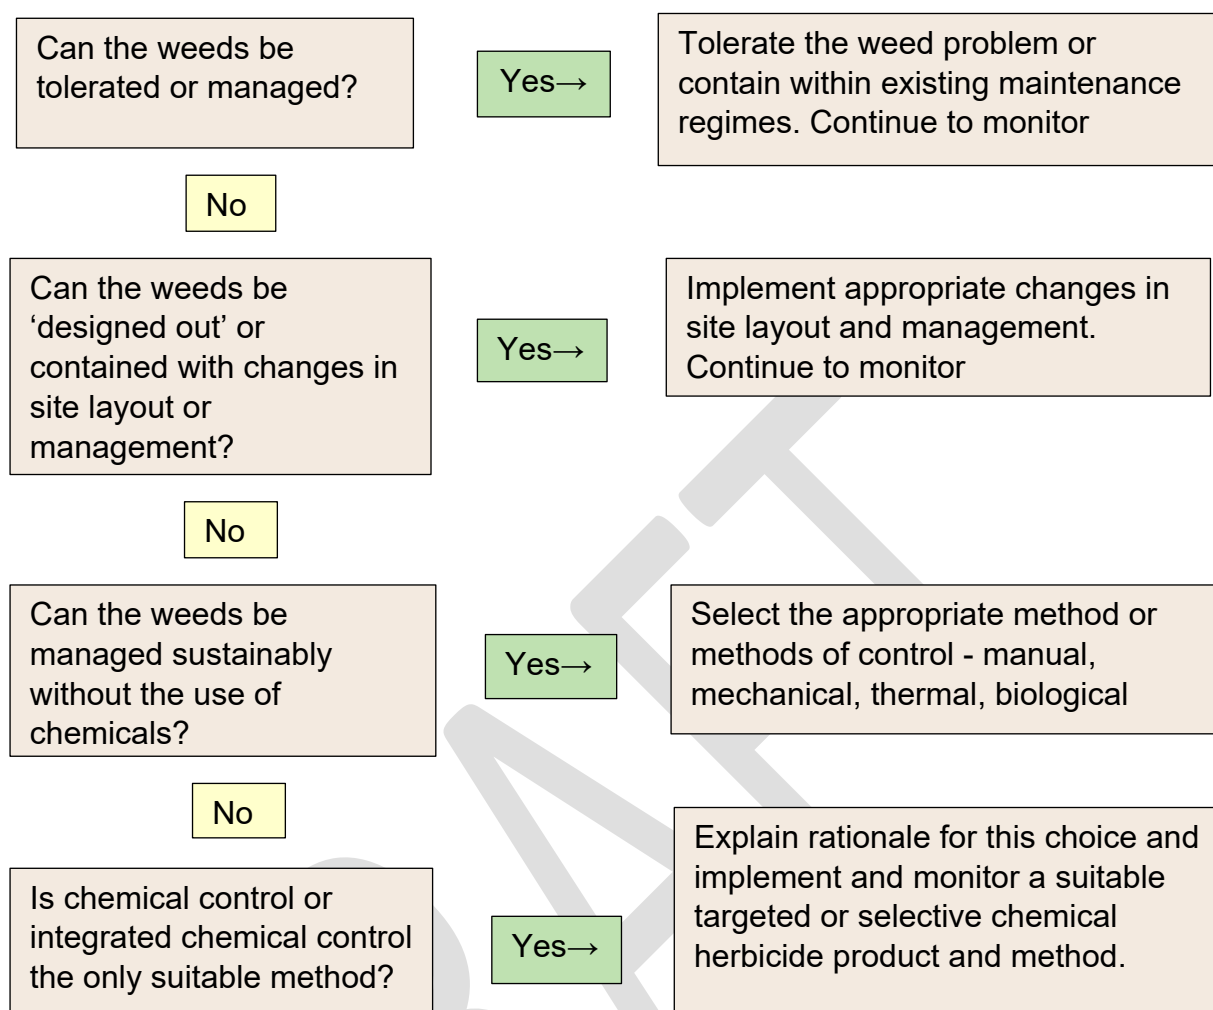 Can the weeds be
tolerated or managed?
Yes→
Tolerate the weed problem or
contain within existing maintenance
regimes. Continue to monitor
No
Can the weeds be
‘designed out’ or
contained with changes in
site layout or
management?
Yes→
Implement appropriate changes in
site layout and management.
Continue to monitor
No
Can the weeds be
managed sustainably
without the use of
chemicals?
Yes→
Select the appropriate method or
methods of control - manual,
mechanical, thermal, biological
No
Is chemical control or
integrated chemical control
the only suitable method?
Yes→
Explain rationale for this choice and
implement and monitor a suitable
targeted or selective chemical
herbicide product and method.
DRAFT